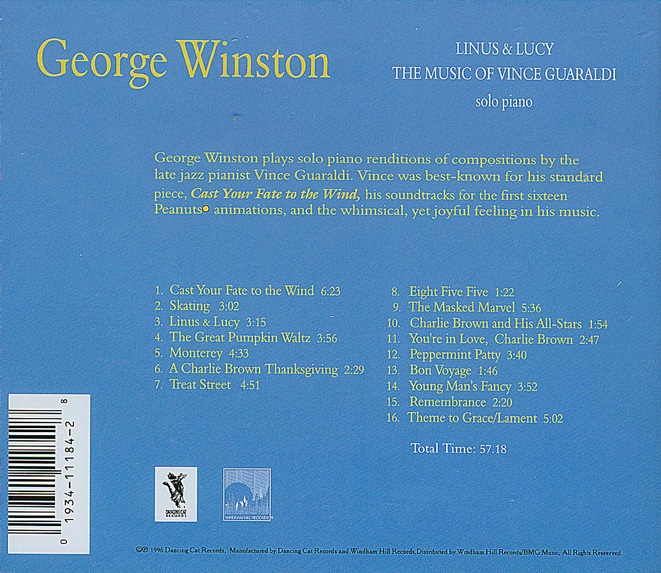 George Winston
LINUS & LUCY
THE MUSIC OF VINCE GUARALDI
solo piano
George Winston plays solo piano renditions of compositions by the
late jazz pianist Vince Guaraldi. Vince was best-known for his standard
piece, Cast Your Fate to the Wind, his soundtracks for the first sixteen
Peanuts® animations, and the whimsical, yet joyful feeling in his music.
1. Cast Your Fate to the Wind 6:23
2. Skating 3:02
3. Linus & Lucy 3:15
4. The Great Pumpkin Waltz 3:56
5. Monterey 4:33
6. A Charlie Brown Thanksgiving 2:29
7. Treat Street 4:51
8. Eight Five Five 1:22
9. The Masked Marvel 5:36
10. Charlie Brown and His All-Stars 1:54
11. You're in Love, Charlie Brown 2:47
12. Peppermint Patty 3:40
13. Bon Voyage 1:46
14. Young Man's Fancy 3:52
15. Remembrance 2:20
16. Theme to Grace/Lament 5:02
Total Time: 57.18
0 1934-11184-2 8
DANCING CAT
RECORDS
WINDHAM HILL RECORDS
©℗ 1996 Dancing Cat Records, Manufactured by Dancing Cat Records and Windham Hill Records, Distributed by Windham Hill Records/BMG Music, All Rights Reserved.